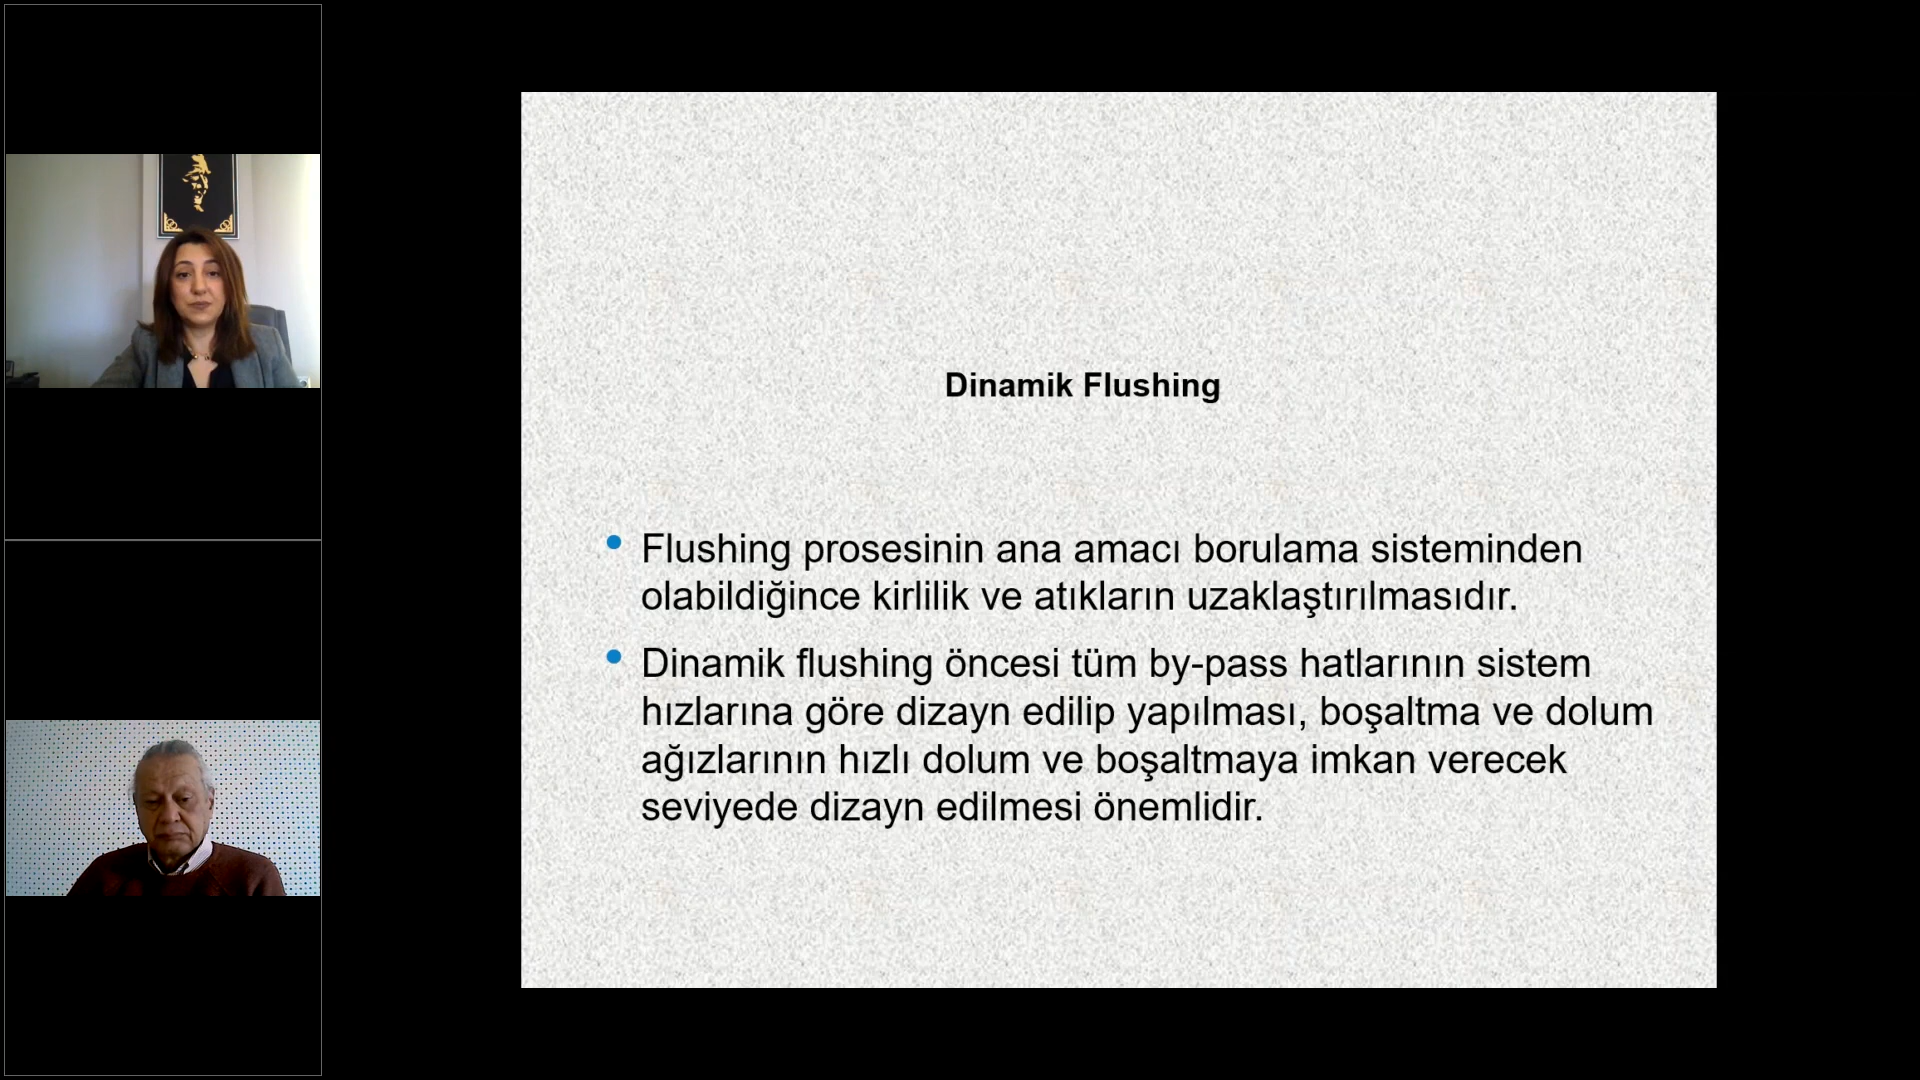 Dinamik Flushing
Flushing prosesinin ana amacı borulama sisteminden
olabildiğince kirlilik ve atıkların uzaklaştırılmasıdır.
Dinamik flushing öncesi tüm by-pass hatlarının sistem
hızlarına göre dizayn edilip yapılması, boşaltma ve dolum
ağızlarının hızlı dolum ve boşaltmaya imkan verecek
seviyede dizayn edilmesi önemlidir.